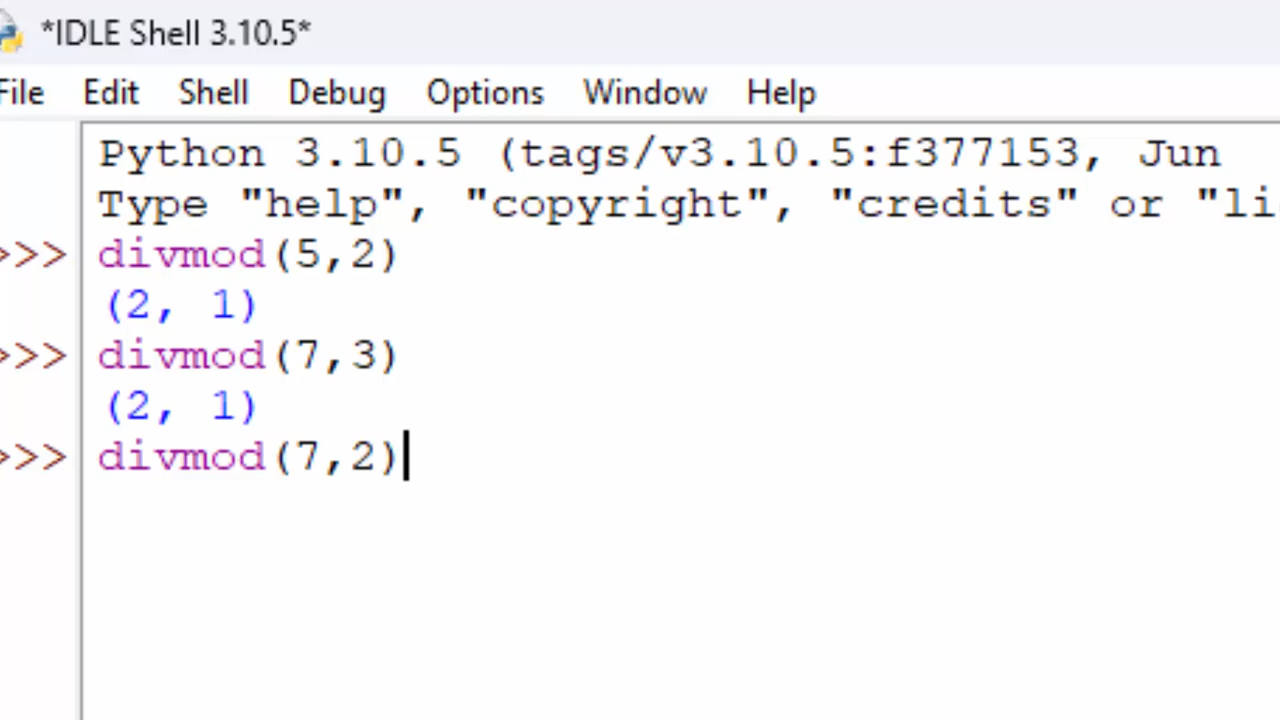 *IDLE Shell 3.10.5*
File Edit Shell Debug Options Window Help
Python 3.10.5 (tags/v3.10.5:f377153, Jun
Type "help", "copyright", "credits" or "li
>>> divmod(5,2)
(2, 1)
>>> divmod(7,3)
(2, 1)
>>> divmod(7,2)